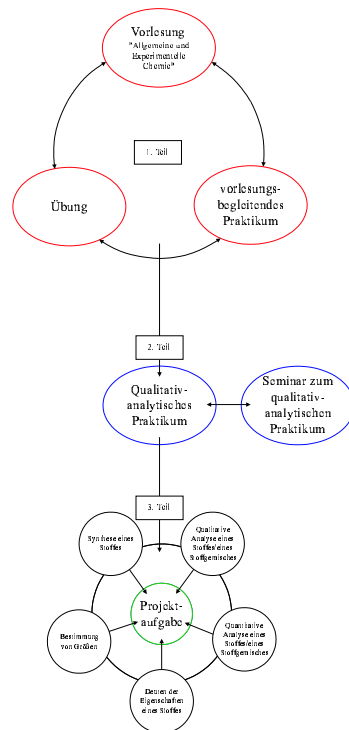 Vorlesung
"Allgemeine und
Experimentelle
Chemie"
1. Teil
Übung
vorlesungs-
begleitendes
Praktikum
2. Teil
Qualitativ-
analytisches
Praktikum
Seminar zum
qualitativ-
analytischen
Praktikum
3. Teil
Synthese eines
Stoffes
Qualitative
Analyse eines
Stoffes/eines
Stoffgemisches
Projekt-
aufgabe
Bestimmung
von Größen
Quantitative
Analyse eines
Stoffes/eines
Stoffgemisches
Deuten der
Eigenschaften
eines Stoffes